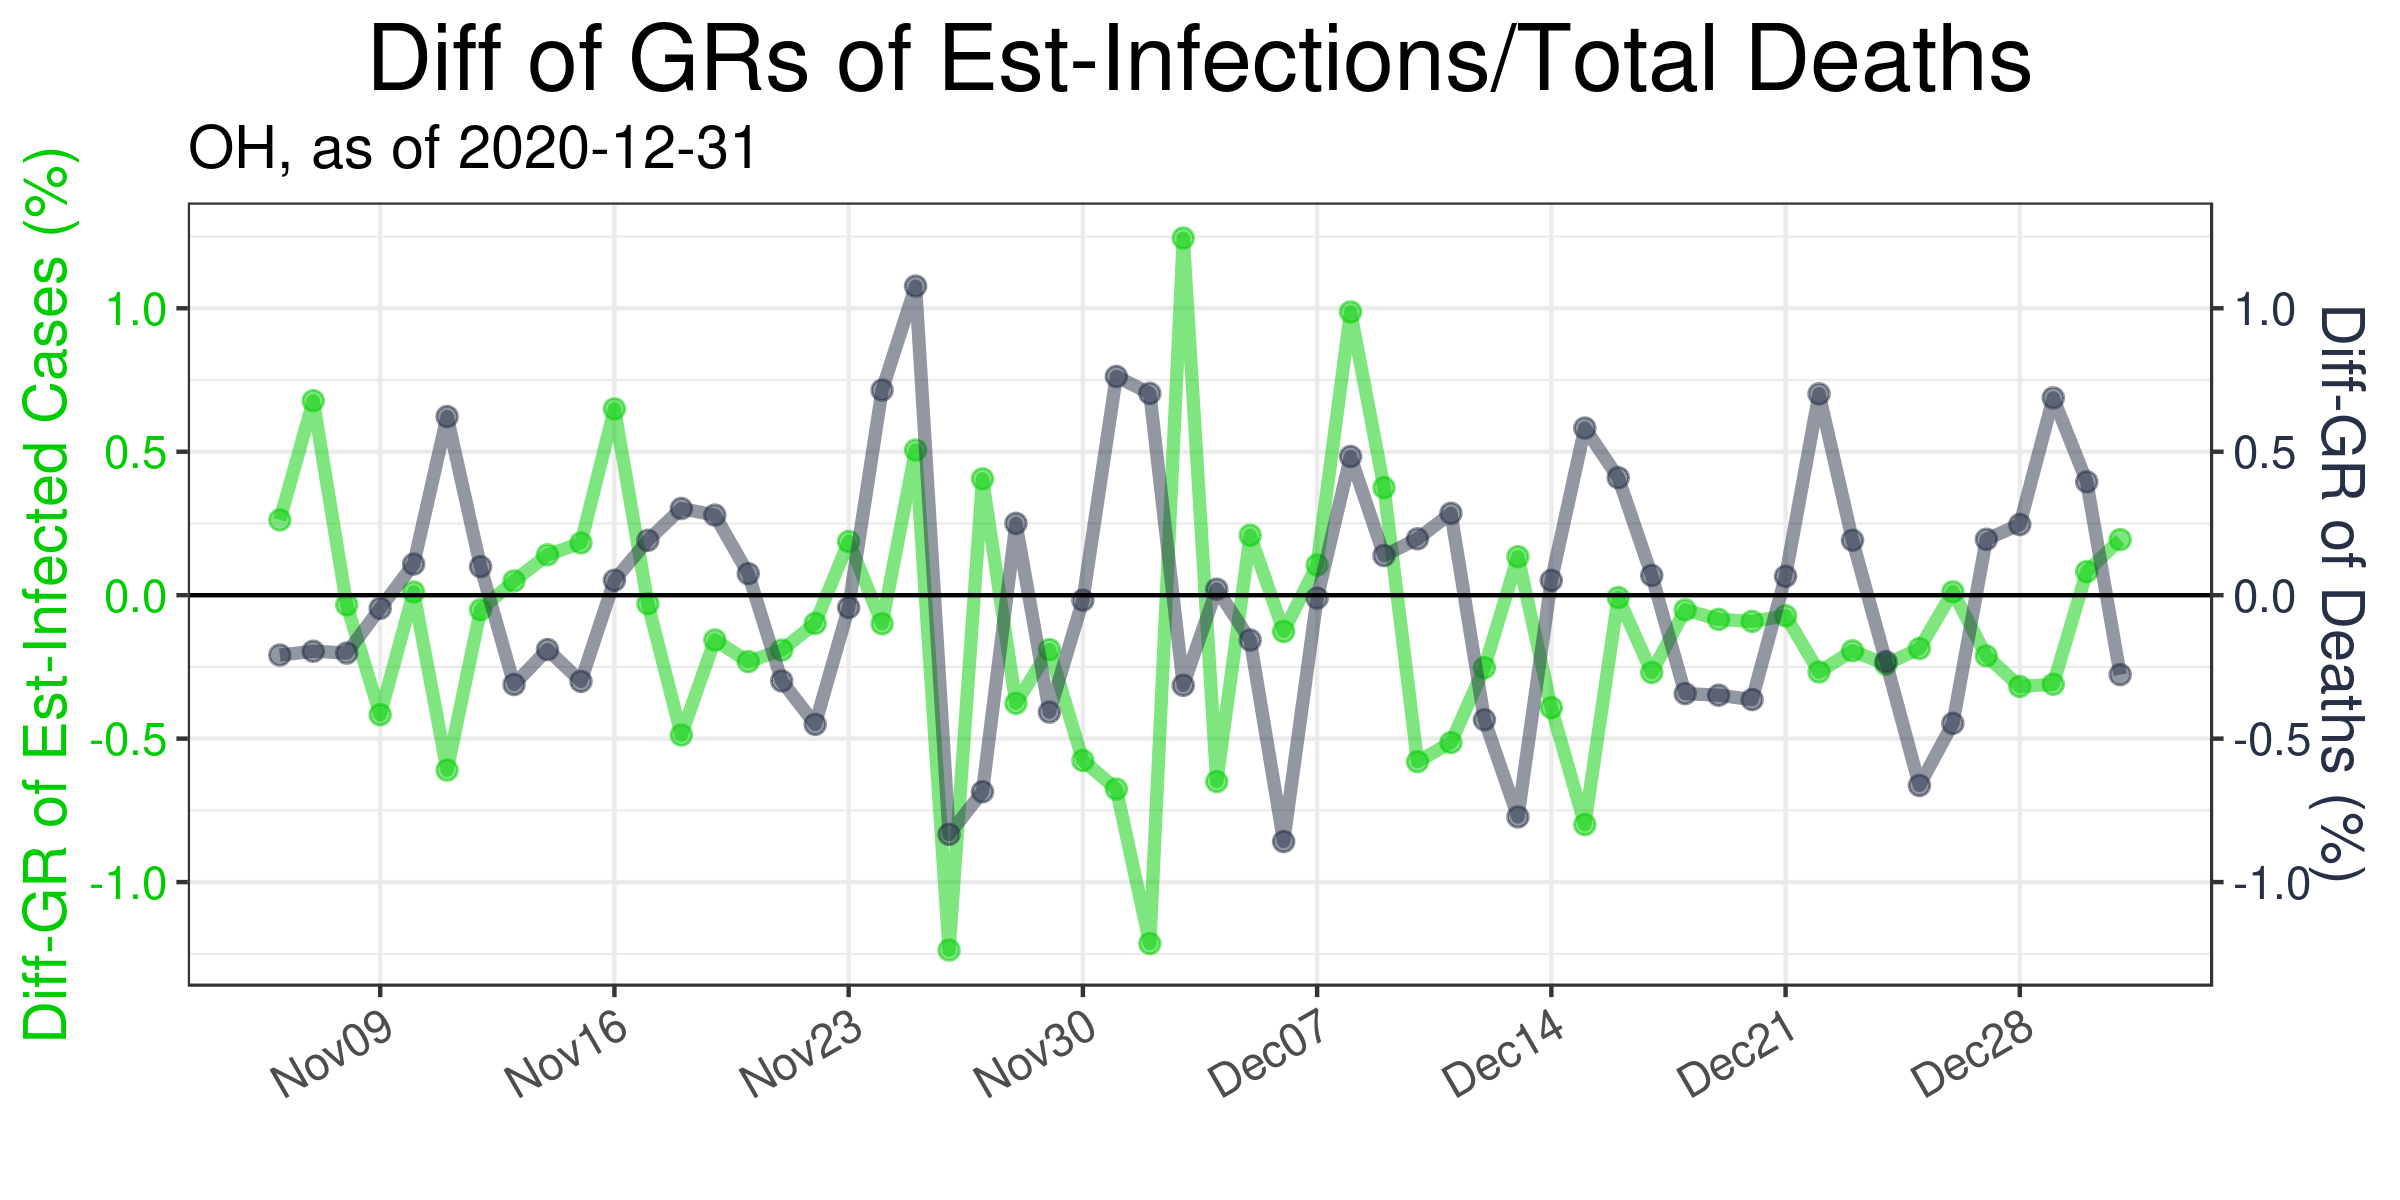 Diff of GRs of Est-Infections/Total Deaths
OH, as of 2020-12-31
Diff-GR of Est-Infected Cases (%)
1.0
0.5
0.0
-0.5
-1.0
1.0
0.5
0.0
-0.5
-1.0
Diff-GR of Deaths (%)
Nov09
Nov16
Nov23
Nov30
Dec07
Dec14
Dec21
Dec28